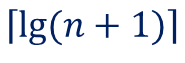 ⌈lg(𝑛 + 1)⌉